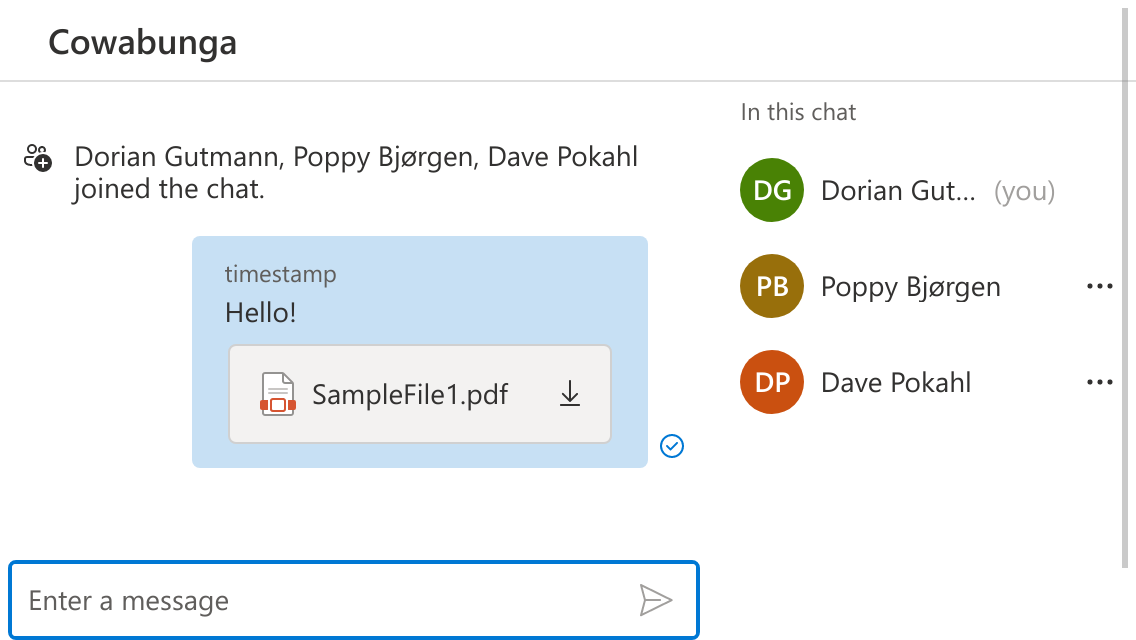 Cowabunga
Dorian Gutmann, Poppy Bjørgen, Dave Pokahl
joined the chat.
timestamp
Hello!
SampleFile1.pdf
Enter a message
In this chat
DG Dorian Gut... (you)
PB Poppy Bjørgen
DP Dave Pokahl